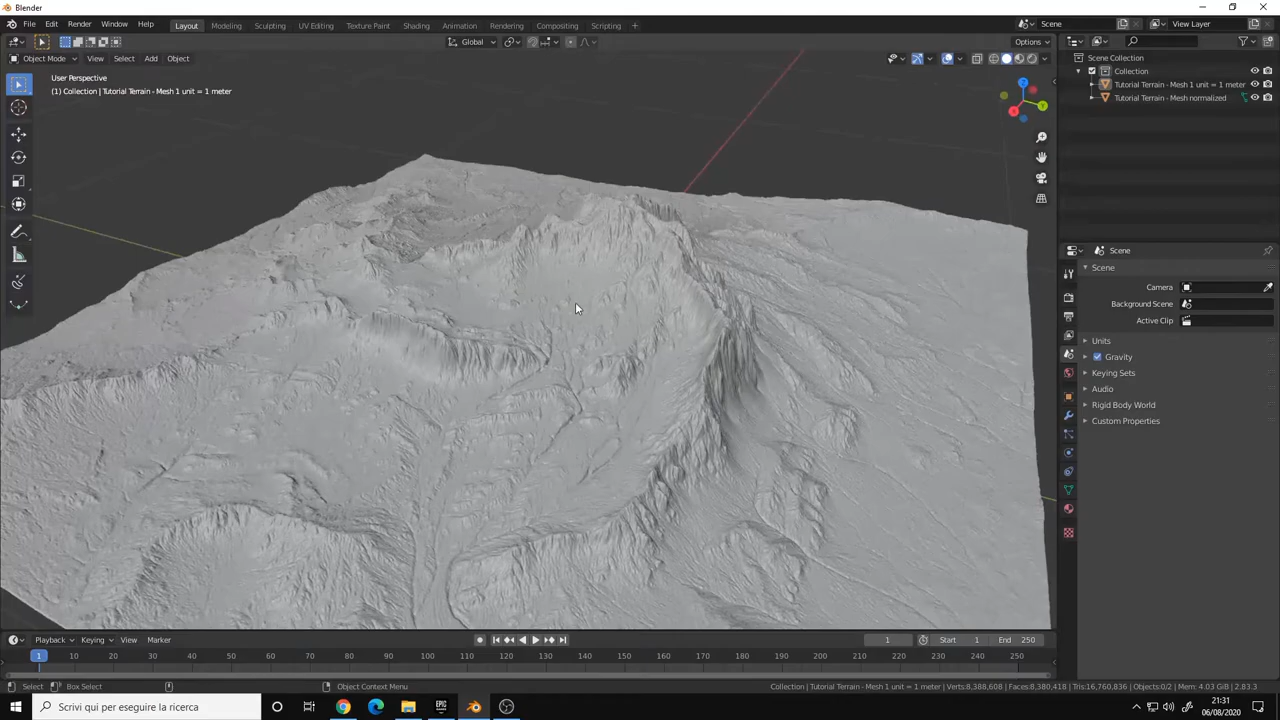 Blender
File Edit Render Window Help Layout Modeling Sculpting UV Editing Texture Paint Shading Animation Rendering Compositing Scripting + Scene View Layer
Global Options
Object Mode View Select Add Object
User Perspective
(1) Collection | Tutorial Terrain - Mesh 1 unit = 1 meter
Z
Y
X
Scene Collection
Collection
Tutorial Terrain - Mesh 1 unit = 1 meter
Tutorial Terrain - Mesh normalized
Scene
Scene
Camera
Background Scene
Active Clip
Units
Gravity
Keying Sets
Audio
Rigid Body World
Custom Properties
Playback Keying View Marker 1 Start 1 End 250
1 10 20 30 40 50 60 70 80 90 100 110 120 130 140 150 160 170 180 190 200 210 220 230 240 250
Select Box Select Object Context Menu Collection | Tutorial Terrain - Mesh 1 unit = 1 meter | Verts:8,388,608 | Faces:8,380,418 | Tris:16,760,836 | Objects:0/2 | Mem: 4.03 GiB | 2.83.3
Scrivi qui per eseguire la ricerca EPIC GAMES 21:31
06/08/2020